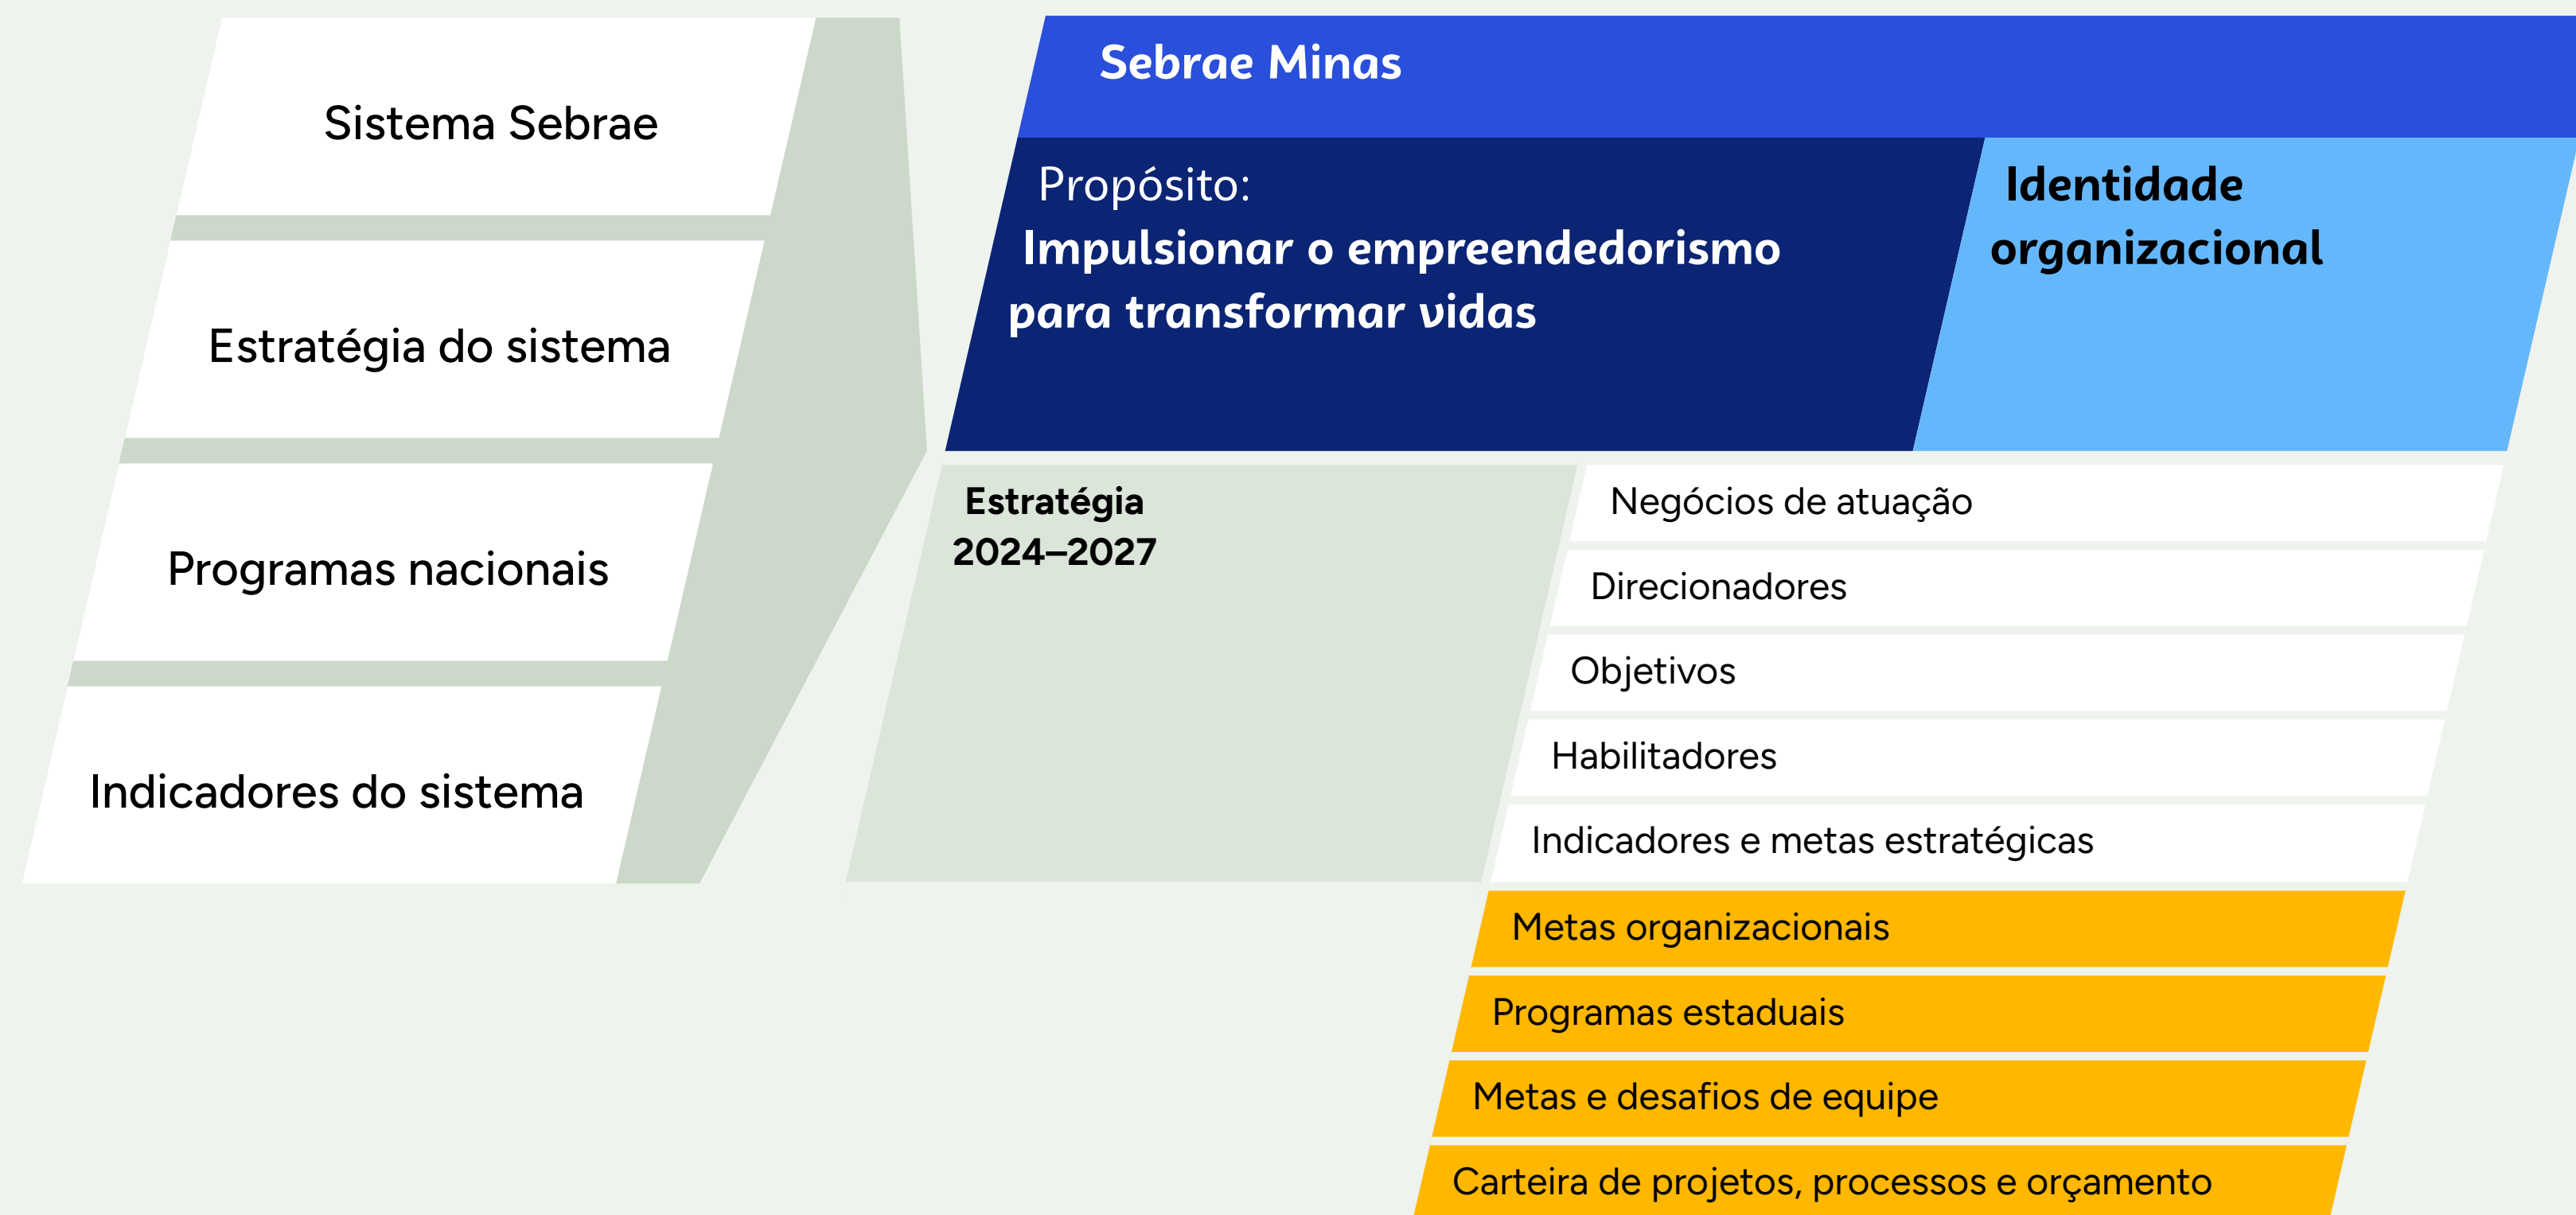 Sistema Sebrae
Estratégia do sistema
Programas nacionais
Indicadores do sistema
Sebrae Minas
Propósito:
Impulsionar o empreendedorismo
para transformar vidas
Identidade
organizacional
Estratégia
2024–2027
Negócios de atuação
Direcionadores
Objetivos
Habilitadores
Indicadores e metas estratégicas
Metas organizacionais
Programas estaduais
Metas e desafios de equipe
Carteira de projetos, processos e orçamento